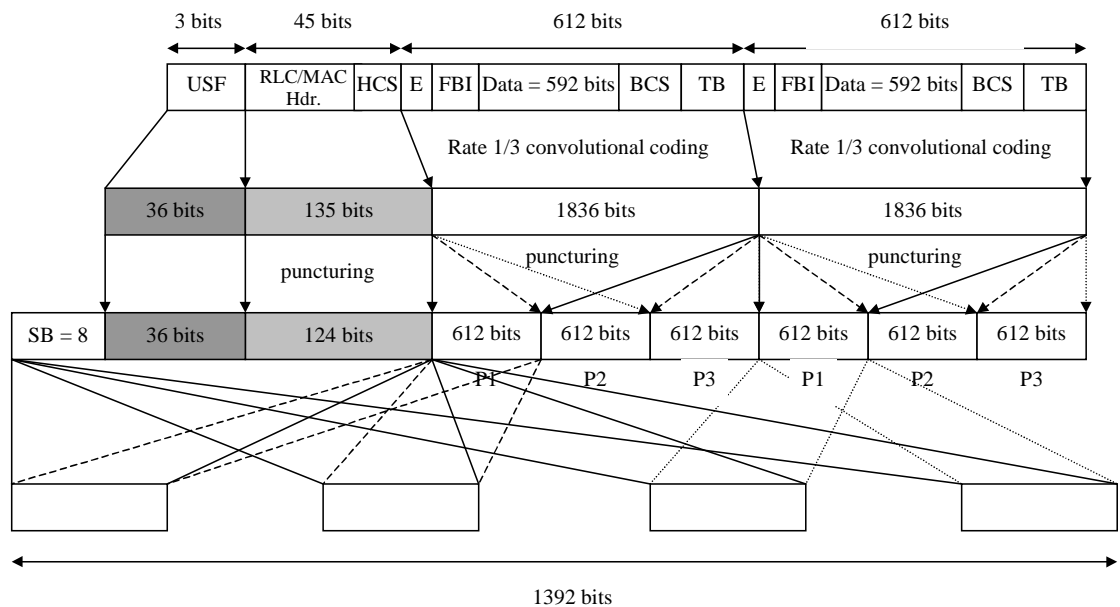 3 bits 45 bits 612 bits 612 bits
USF RLC/MAC Hdr. HCS E FBI Data = 592 bits BCS TB E FBI Data = 592 bits BCS TB
Rate 1/3 convolutional coding Rate 1/3 convolutional coding
36 bits 135 bits 1836 bits 1836 bits
puncturing puncturing puncturing
SB = 8 36 bits 124 bits 612 bits 612 bits 612 bits 612 bits 612 bits 612 bits
P1 P2 P3 P1 P2 P3
1392 bits